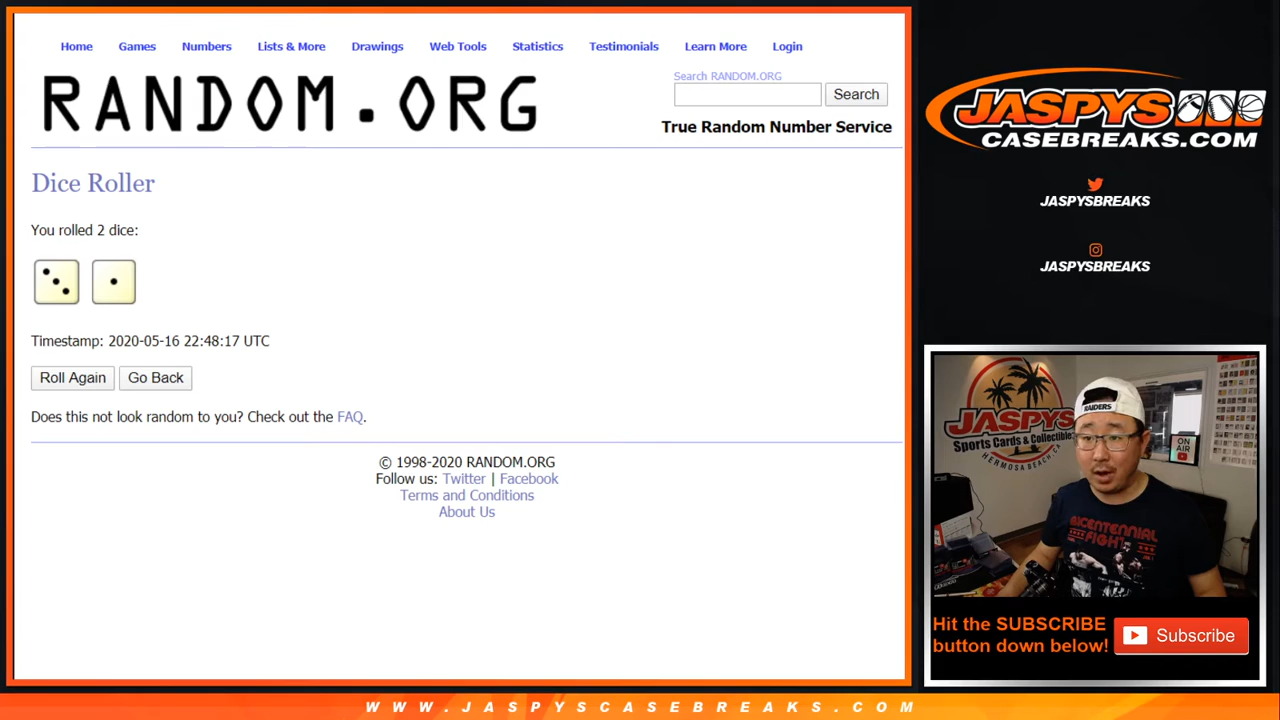 Home Games Numbers Lists & More Drawings Web Tools Statistics Testimonials Learn More Login
RANDOM.ORG
Search RANDOM.ORG
Search
True Random Number Service
Dice Roller
You rolled 2 dice:
Timestamp: 2020-05-16 22:48:17 UTC
Roll Again Go Back
Does this not look random to you? Check out the FAQ.
© 1998-2020 RANDOM.ORG
Follow us: Twitter | Facebook
Terms and Conditions
About Us
JASPYS
CASEBREAKS.COM
JASPYSBREAKS
JASPYSBREAKS
JASPYS
Sports Cards & Collectibles
HERMOSA BEACH, CA
RAIDERS
ON AIR
BICENTENNIAL
FIGHT
Hit the SUBSCRIBE
button down below!
Subscribe
WWW.JASPYSCASEBREAKS.COM